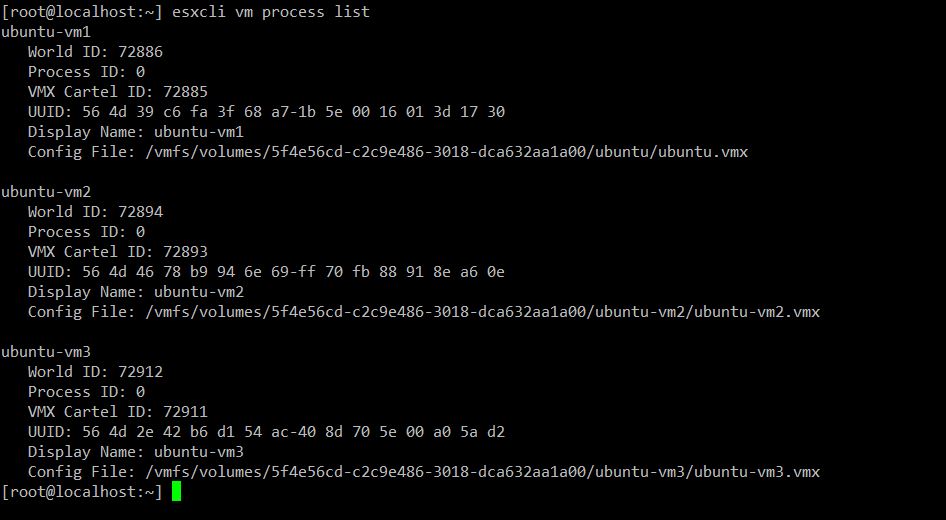 [root@localhost:~] esxcli vm process list
ubuntu-vm1
   World ID: 72886
   Process ID: 0
   VMX Cartel ID: 72885
   UUID: 56 4d 39 c6 fa 3f 68 a7-1b 5e 00 16 01 3d 17 30
   Display Name: ubuntu-vm1
   Config File: /vmfs/volumes/5f4e56cd-c2c9e486-3018-dca632aa1a00/ubuntu/ubuntu.vmx

ubuntu-vm2
   World ID: 72894
   Process ID: 0
   VMX Cartel ID: 72893
   UUID: 56 4d 46 78 b9 94 6e 69-ff 70 fb 88 91 8e a6 0e
   Display Name: ubuntu-vm2
   Config File: /vmfs/volumes/5f4e56cd-c2c9e486-3018-dca632aa1a00/ubuntu-vm2/ubuntu-vm2.vmx

ubuntu-vm3
   World ID: 72912
   Process ID: 0
   VMX Cartel ID: 72911
   UUID: 56 4d 2e 42 b6 d1 54 ac-40 8d 70 5e 00 a0 5a d2
   Display Name: ubuntu-vm3
   Config File: /vmfs/volumes/5f4e56cd-c2c9e486-3018-dca632aa1a00/ubuntu-vm3/ubuntu-vm3.vmx
[root@localhost:~]